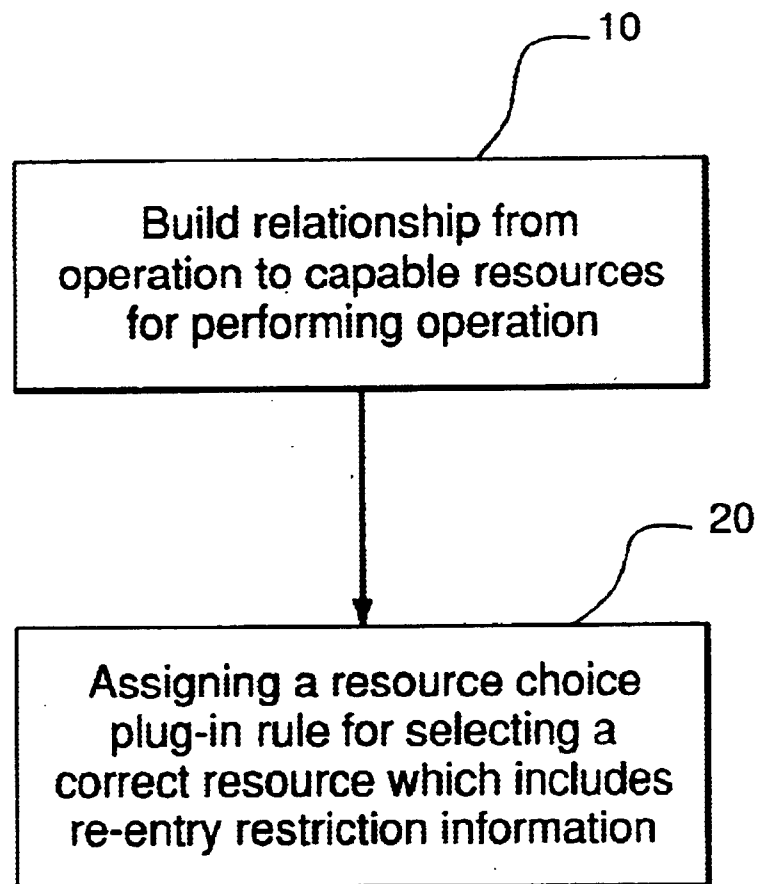 10
Build relationship from
operation to capable resources
for performing operation
20
Assigning a resource choice
plug-in rule for selecting a
correct resource which includes
re-entry restriction information